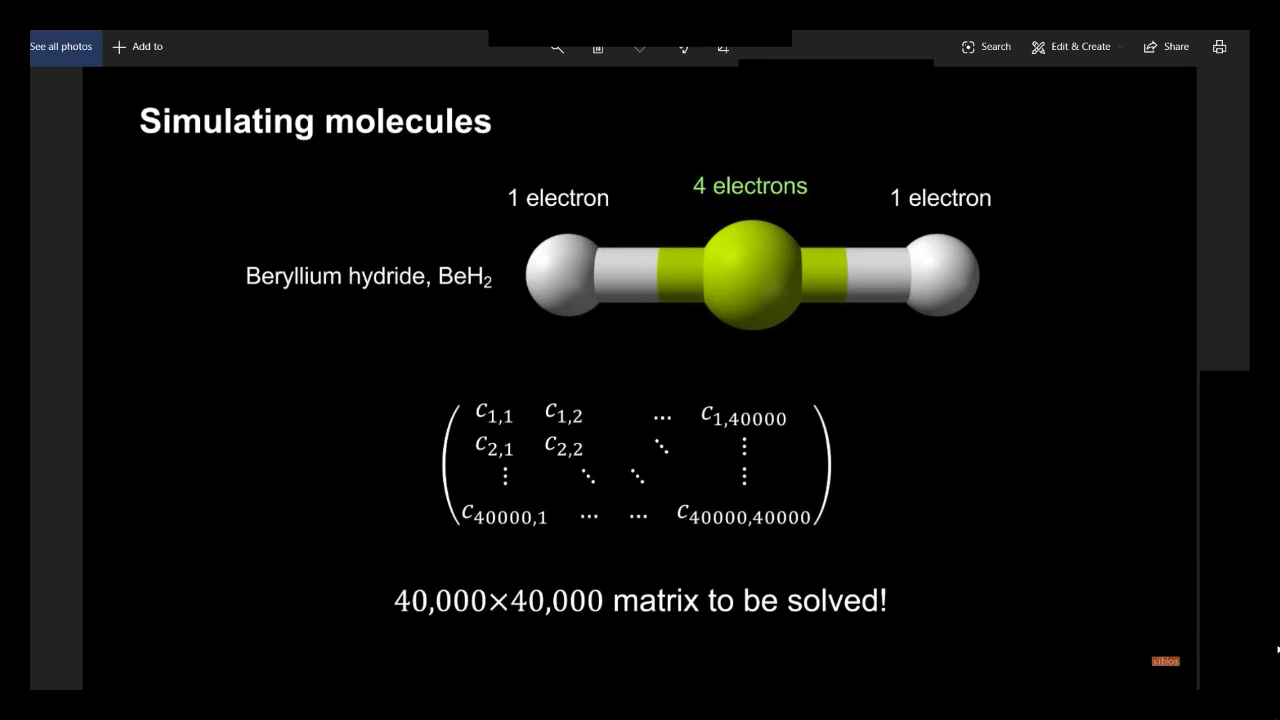 See all photos
Add to
Search
Edit & Create
Share
Simulating molecules
4 electrons
1 electron
1 electron
Beryllium hydride, BeH₂
c₁,₁ c₁,₂ ... c₁,₄₀₀₀₀
c₂,₁ c₂,₂ ⋱ ⋮
⋮ ⋱ ⋱ ⋮
c₄₀₀₀₀,₁ ... ... c₄₀₀₀₀,₄₀₀₀₀
40,000×40,000 matrix to be solved!